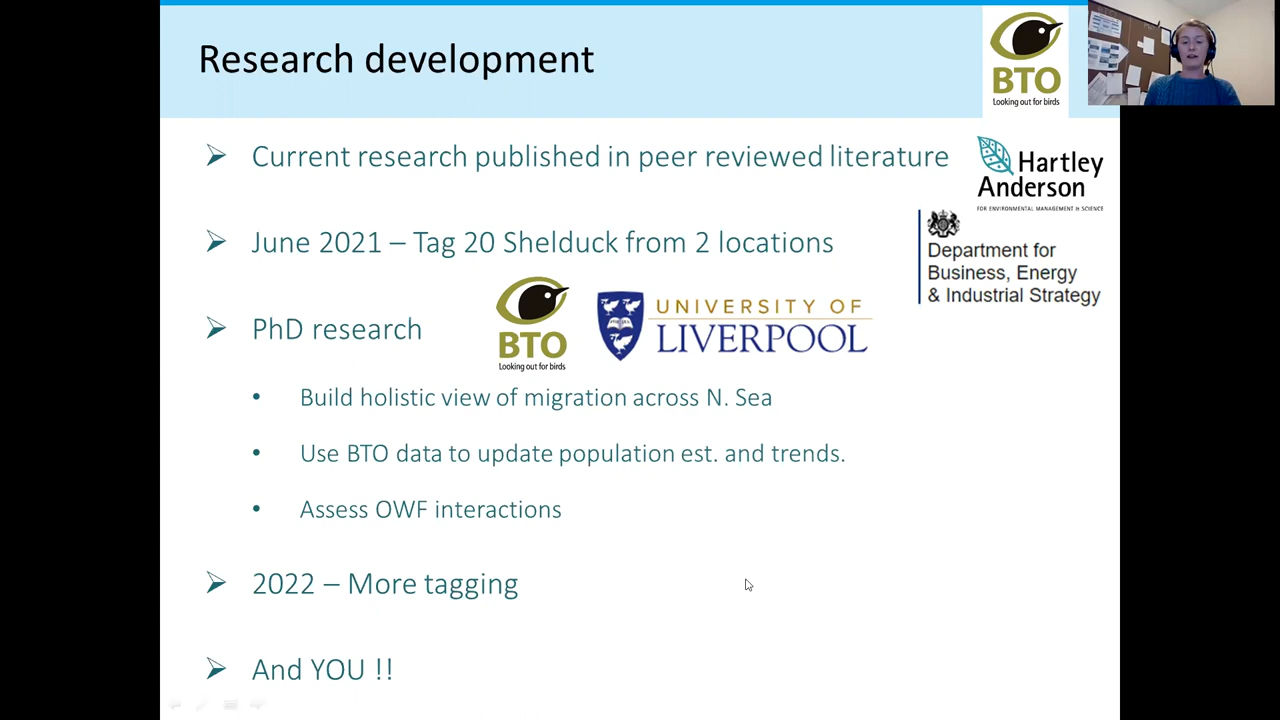 Research development
BTO
Looking out for birds
Current research published in peer reviewed literature
Hartley
Anderson
FOR ENVIRONMENTAL MANAGEMENT & SCIENCE
June 2021 – Tag 20 Shelduck from 2 locations
Department for
Business, Energy
& Industrial Strategy
PhD research
BTO
Looking out for birds
UNIVERSITY OF
LIVERPOOL
Build holistic view of migration across N. Sea
Use BTO data to update population est. and trends.
Assess OWF interactions
2022 – More tagging
And YOU !!